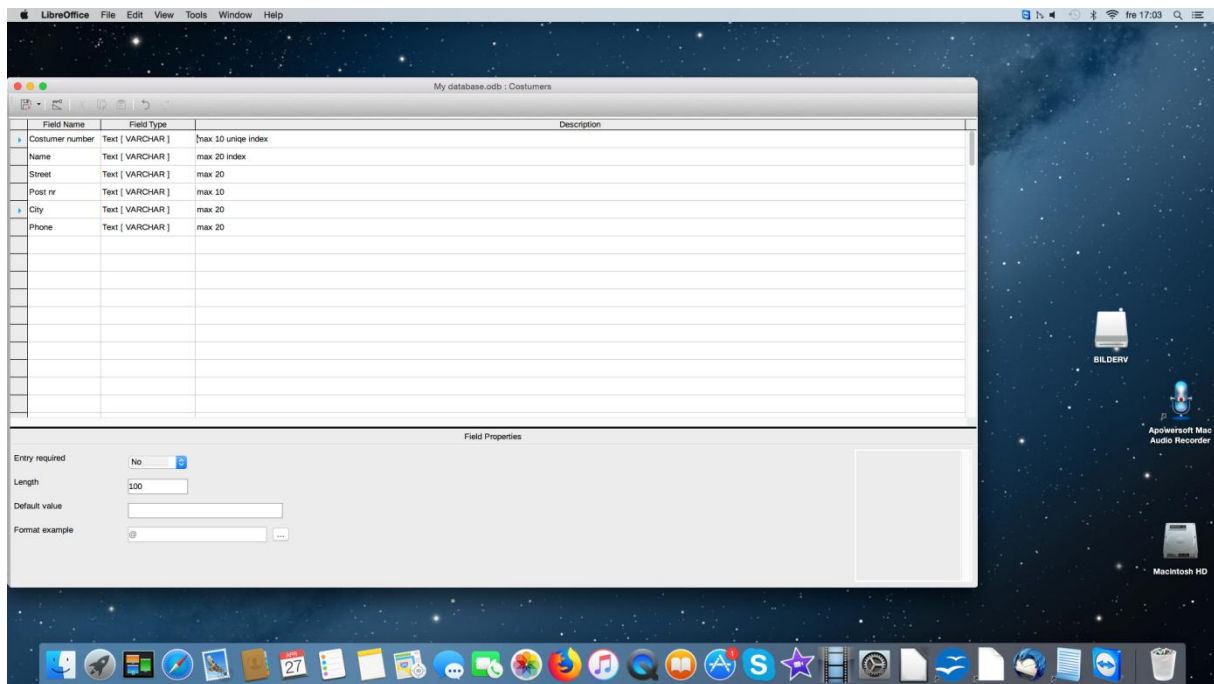 LibreOffice File Edit View Tools Window Help fre 17:03
My database.odb : Costumers
Field Name Field Type Description
Costumer number Text [ VARCHAR ] max 10 uniqe index
Name Text [ VARCHAR ] max 20 index
Street Text [ VARCHAR ] max 20
Post nr Text [ VARCHAR ] max 10
City Text [ VARCHAR ] max 20
Phone Text [ VARCHAR ] max 20
BILDERV
Apowersoft Mac
Audio Recorder
Field Properties
Entry required No
Length 100
Default value
Format example @ ...
Macintosh HD
APR
27
1